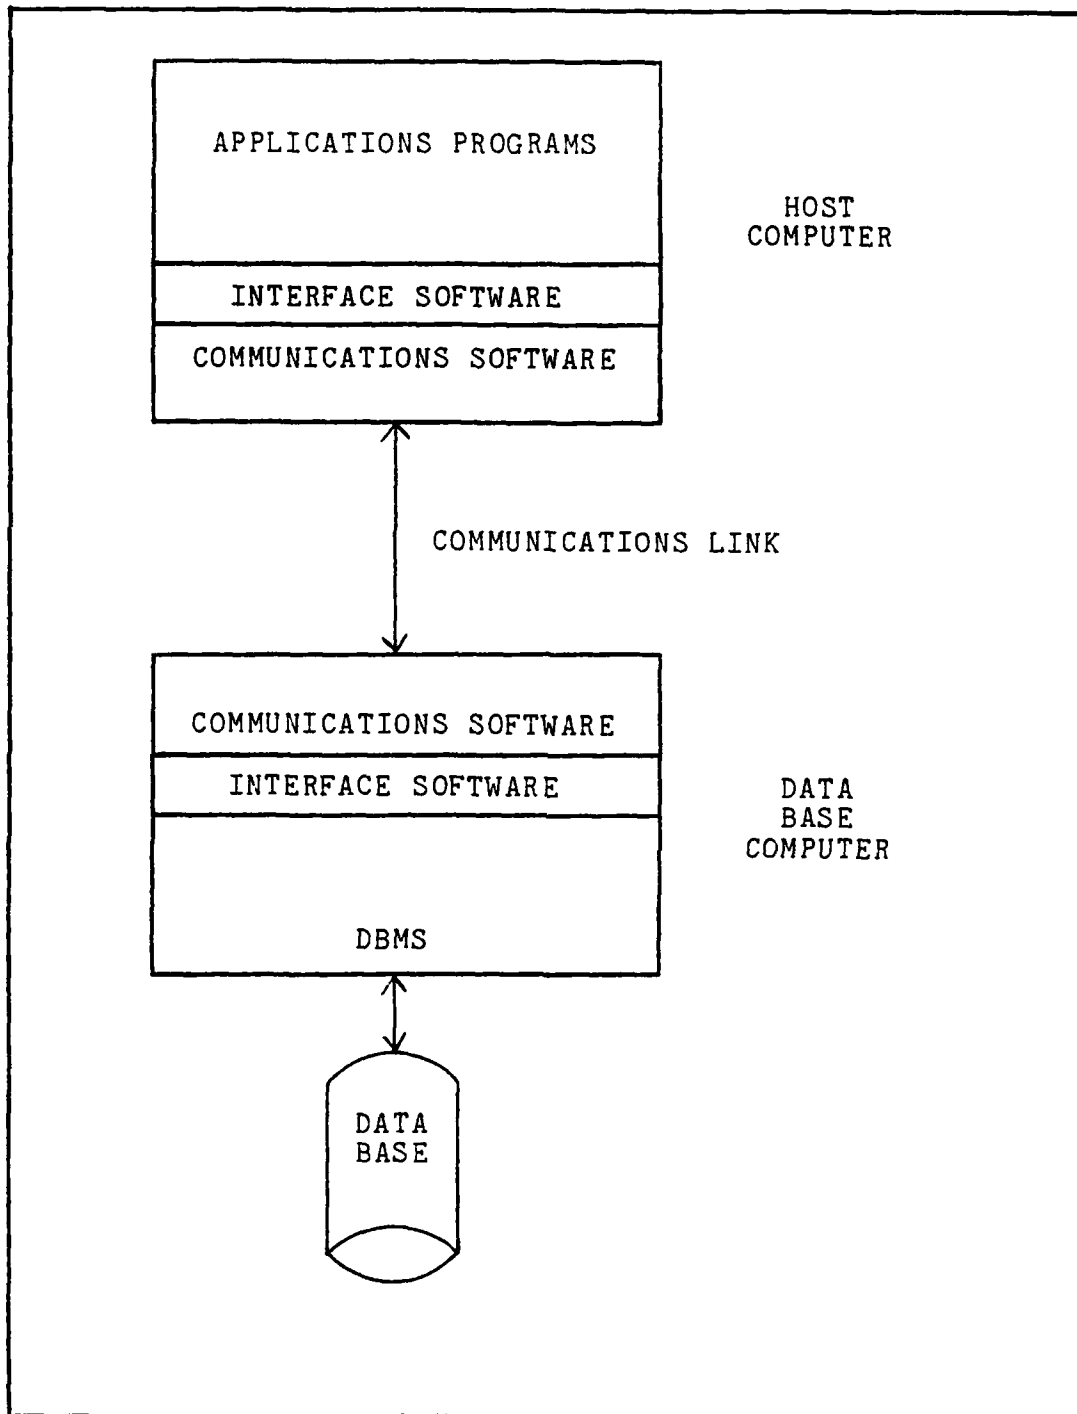 APPLICATIONS PROGRAMS
HOST
COMPUTER
INTERFACE SOFTWARE
COMMUNICATIONS SOFTWARE
COMMUNICATIONS LINK
COMMUNICATIONS SOFTWARE
INTERFACE SOFTWARE
DATA
BASE
COMPUTER
DBMS
DATA
BASE